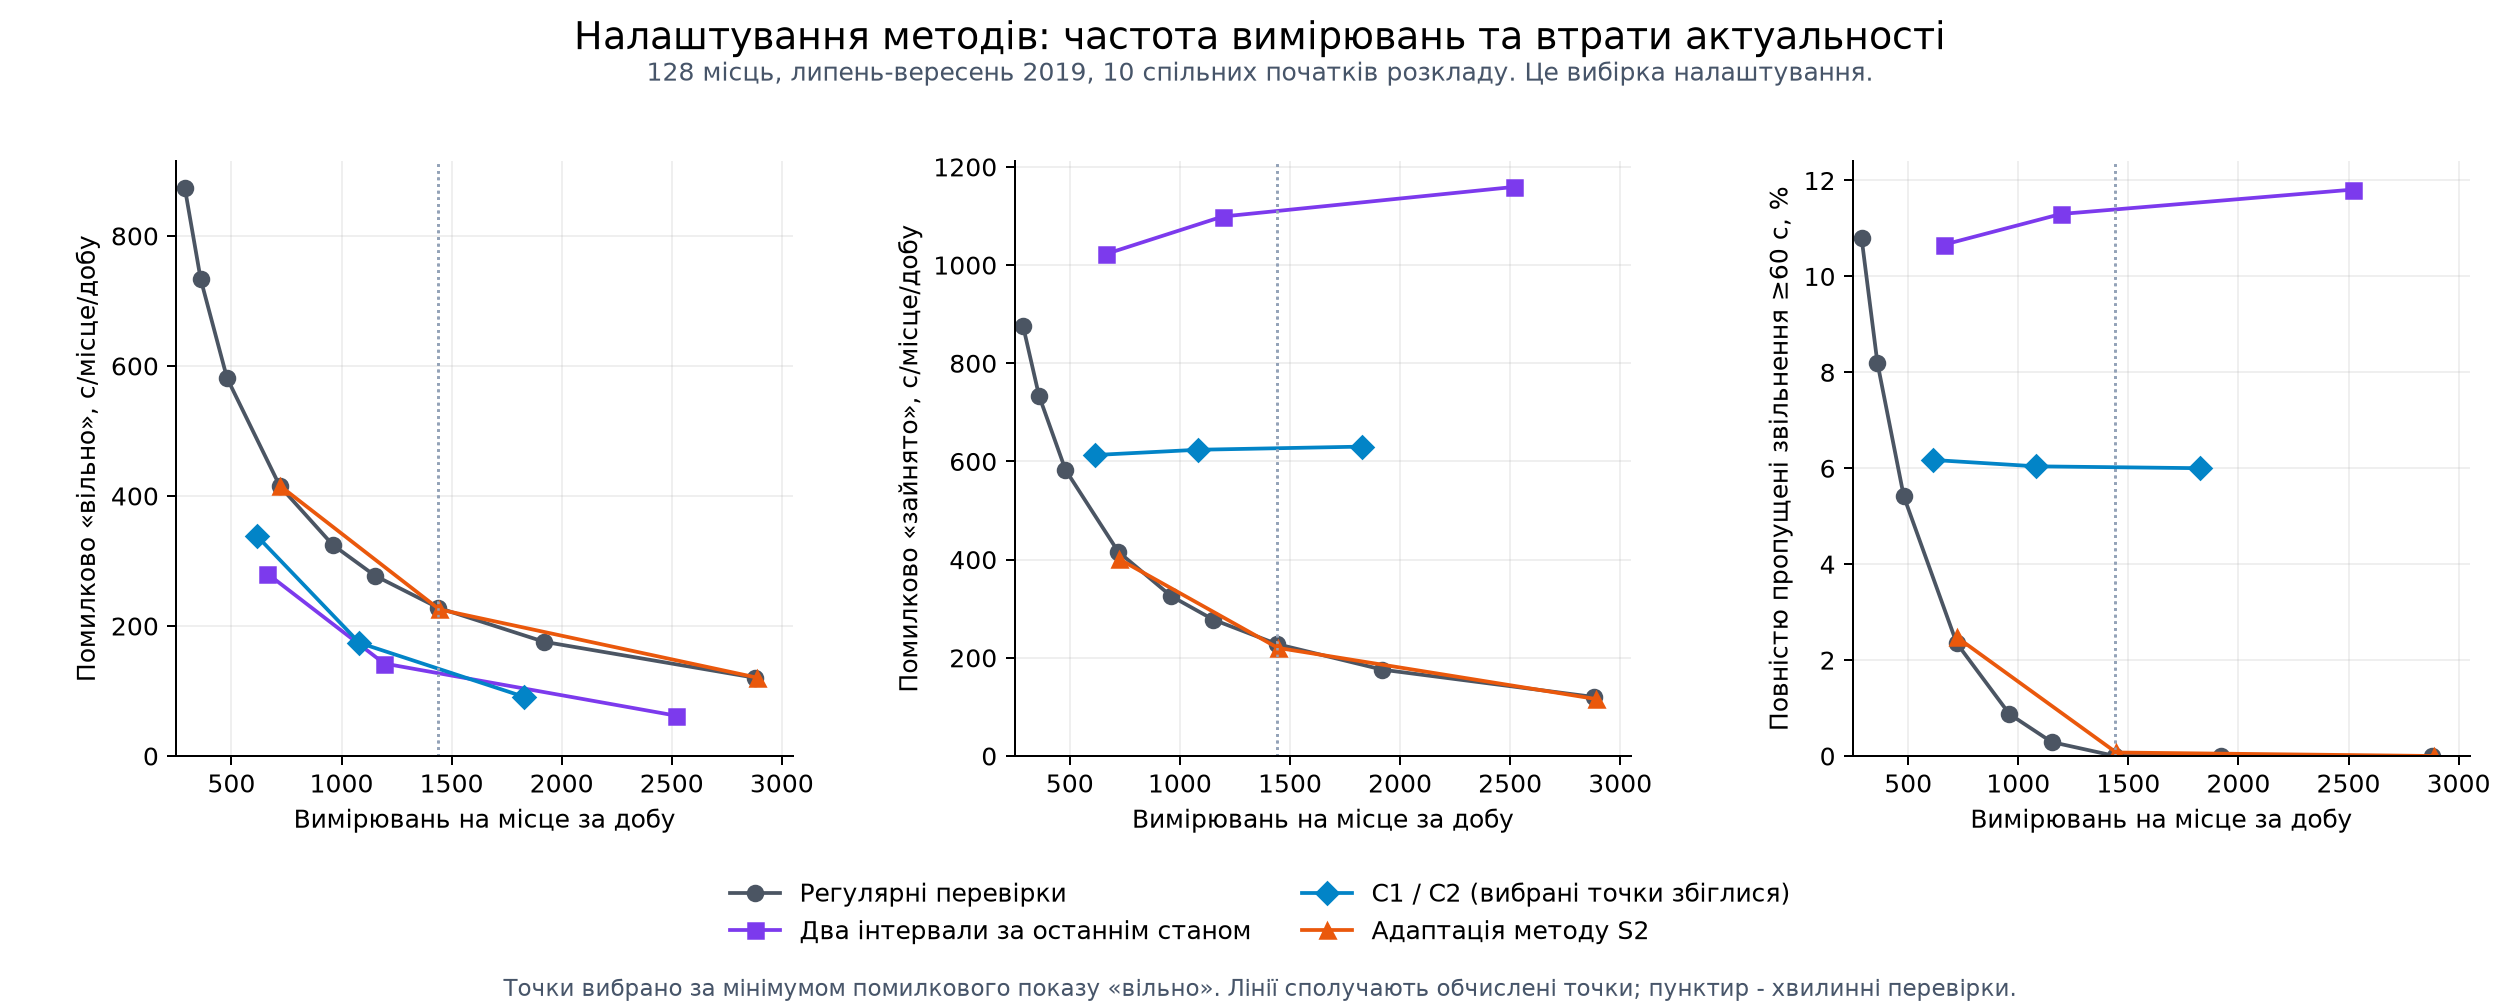 Налаштування методів: частота вимірювань та втрати актуальності
128 місць, липень-вересень 2019, 10 спільних початків розкладу. Це вибірка налаштування.
Помилково «вільно», с/місце/добу
800
600
400
200
0
500 1000 1500 2000 2500 3000
Вимірювань на місце за добу
Помилково «зайнято», с/місце/добу
1200
1000
800
600
400
200
0
500 1000 1500 2000 2500 3000
Вимірювань на місце за добу
Повністю пропущені звільнення ≥60 с, %
12
10
8
6
4
2
0
500 1000 1500 2000 2500 3000
Вимірювань на місце за добу
Регулярні перевірки
Два інтервали за останнім станом
C1 / C2 (вибрані точки збіглися)
Адаптація методу S2
Точки вибрано за мінімумом помилкового показу «вільно». Лінії сполучають обчислені точки; пунктир - хвилинні перевірки.